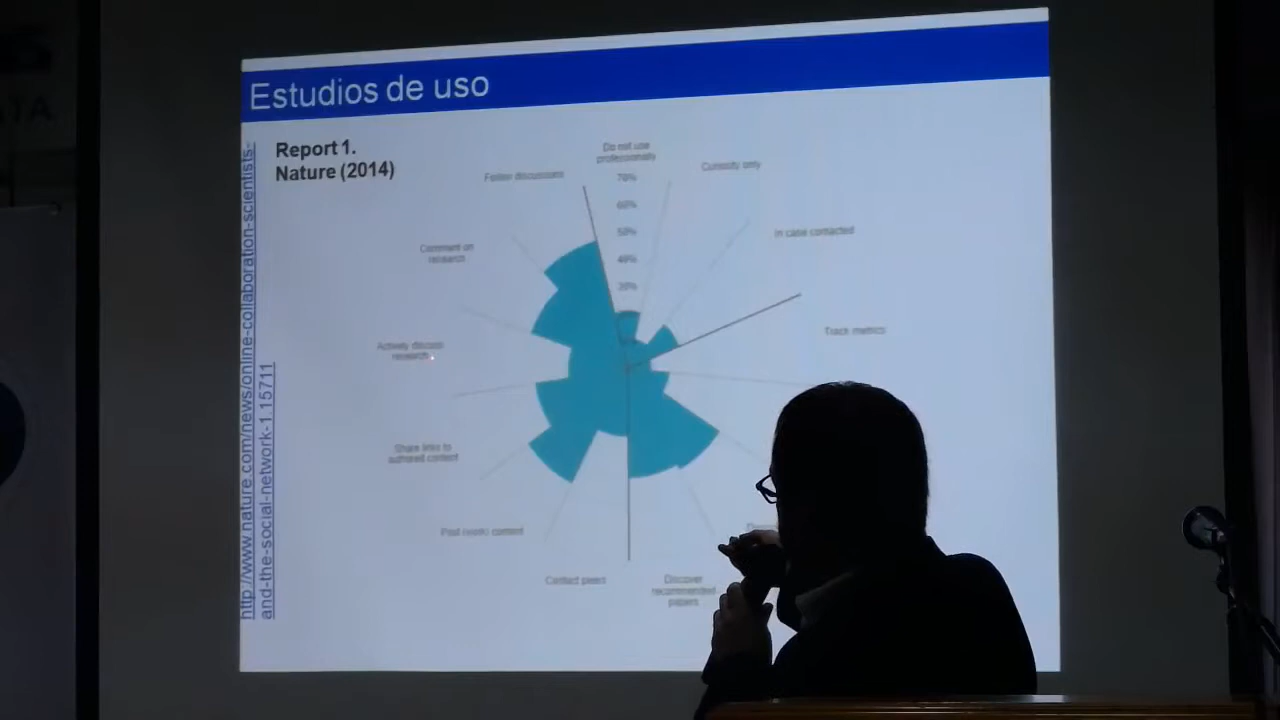 Estudios de uso
Report 1.
Nature (2014)
http://www.nature.com/news/online-collaboration-scientists-
and-the-social-network-1.15711
Do not use
professionally
Curiosity only
In case contacted
Track metrics
Discover
recommended
papers
Contact peers
Post (work) content
Share links to
authored content
Actively discuss
research
Comment on
research
Follow discussions
70%
60%
50%
40%